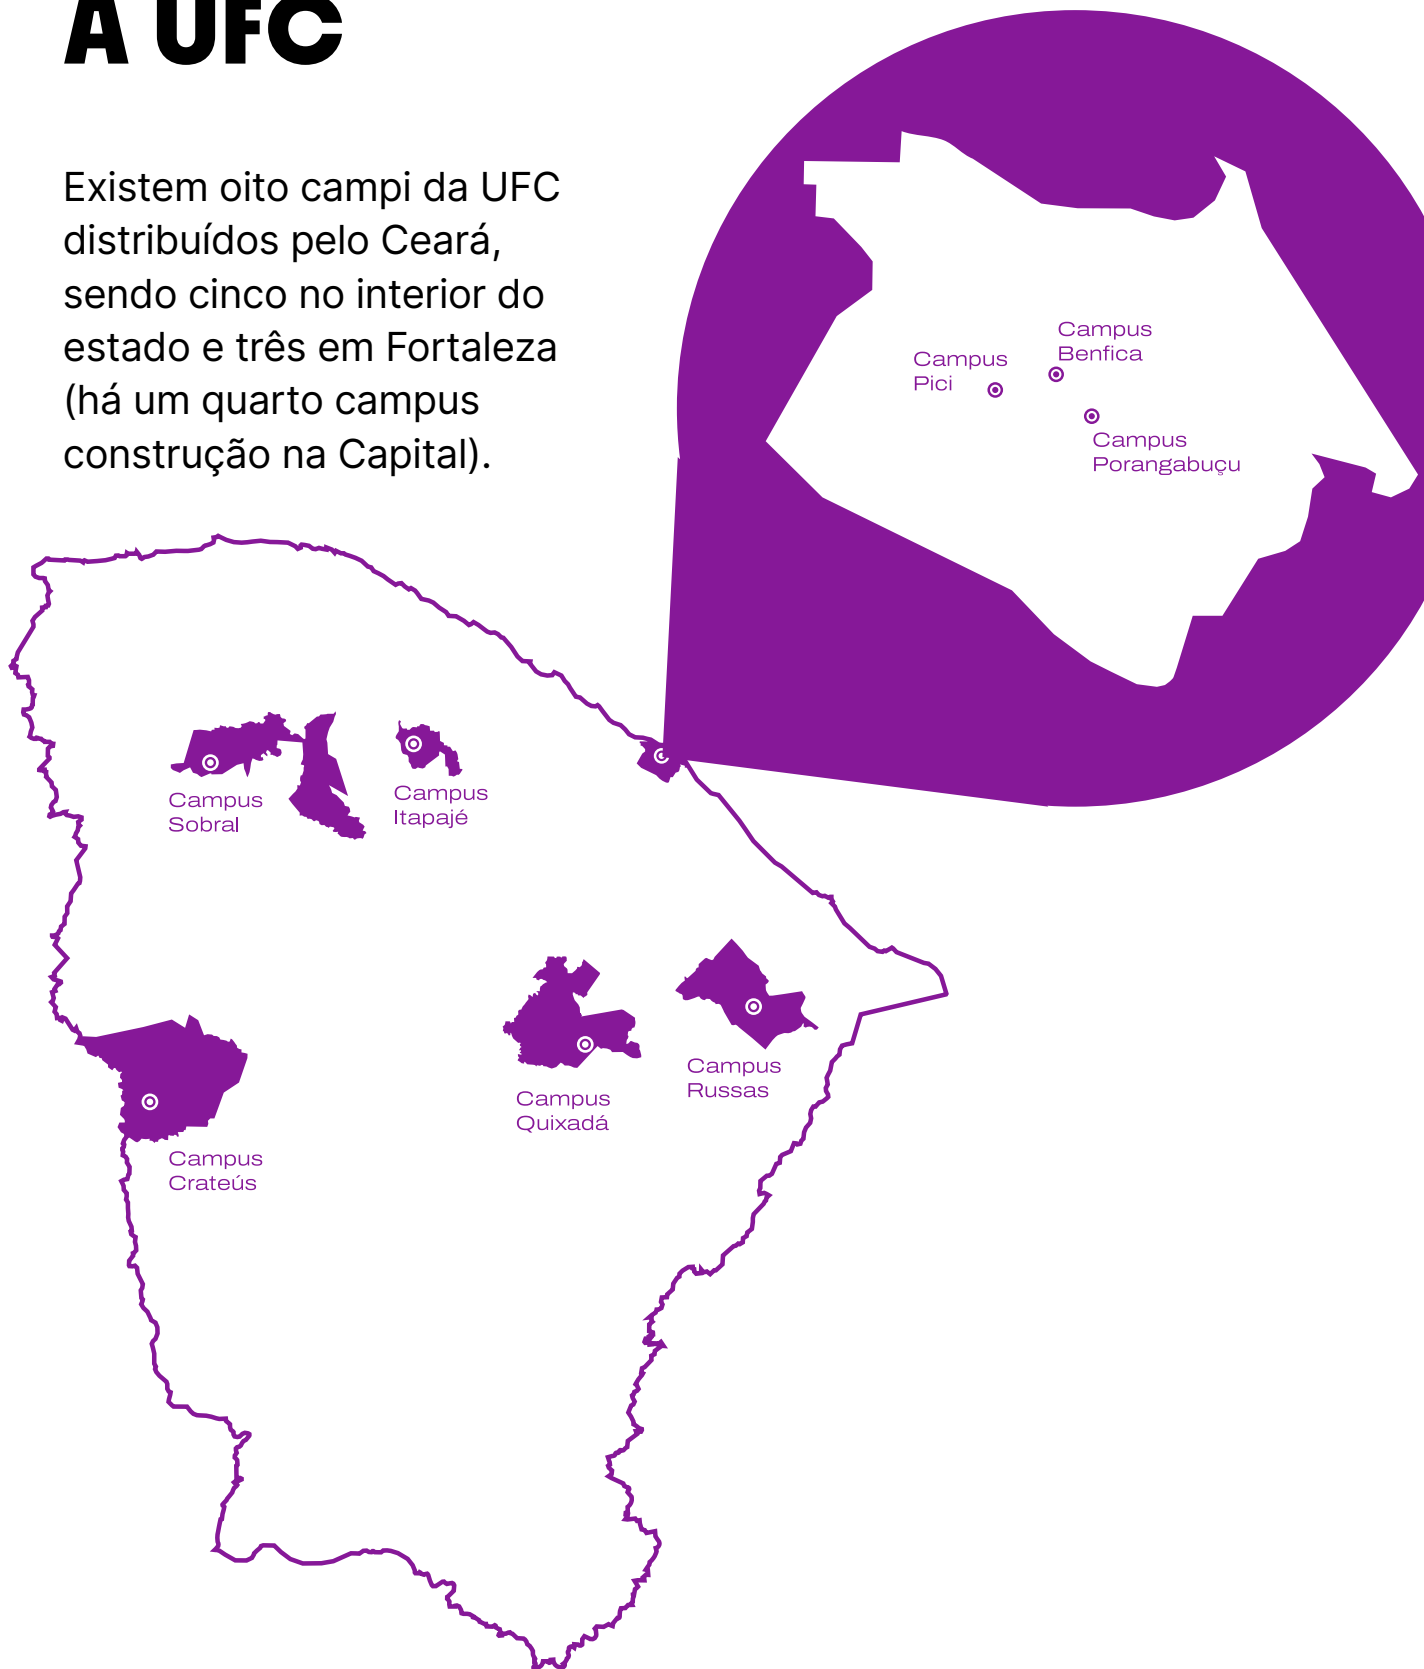 A UFC
Existem oito campi da UFC
distribuídos pelo Ceará,
sendo cinco no interior do
estado e três em Fortaleza
(há um quarto campus
construção na Capital).
Campus
Benfica
Campus
Pici
Campus
Porangabuçu
Campus
Sobral
Campus
Itapajé
Campus
Russas
Campus
Quixadá
Campus
Crateús